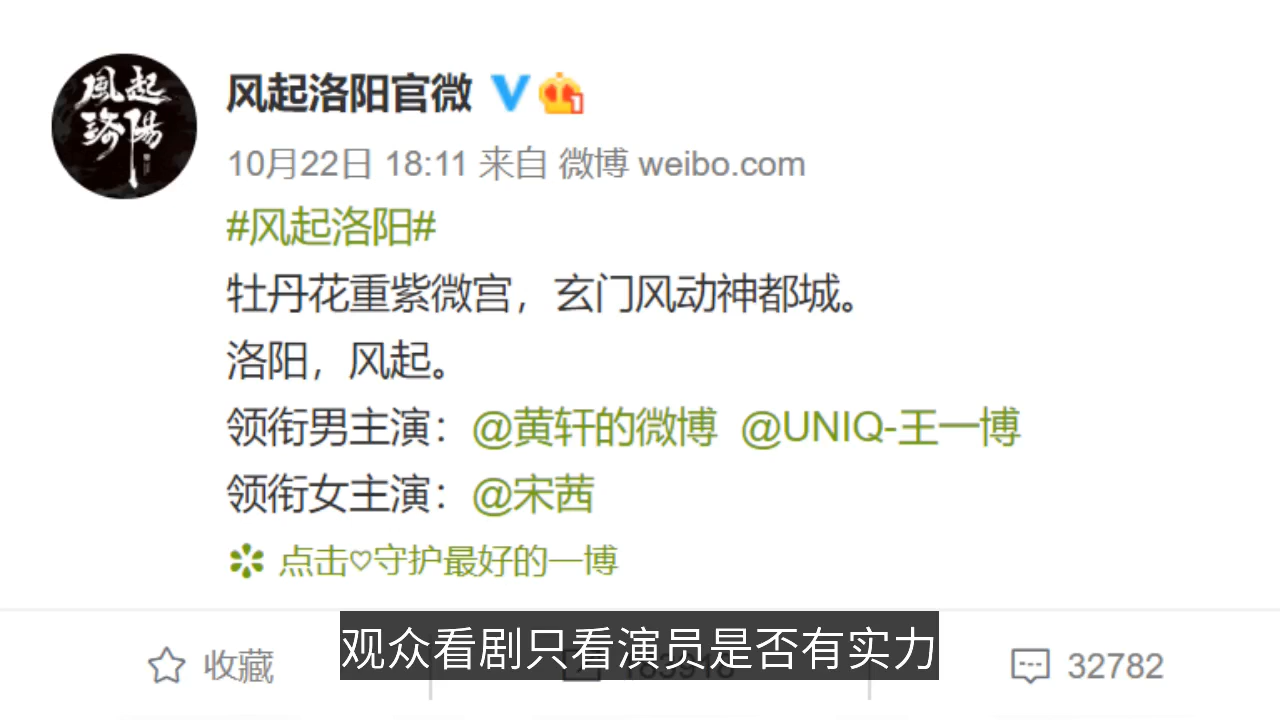 風起
洛陽
风起洛阳官微
10月22日 18:11 来自 微博 weibo.com
#风起洛阳#
牡丹花重紫微宫，玄门风动神都城。
洛阳，风起。
领衔男主演：@黄轩的微博 @UNIQ-王一博
领衔女主演：@宋茜
点击♡守护最好的一博
收藏
32782
观众看剧只看演员是否有实力